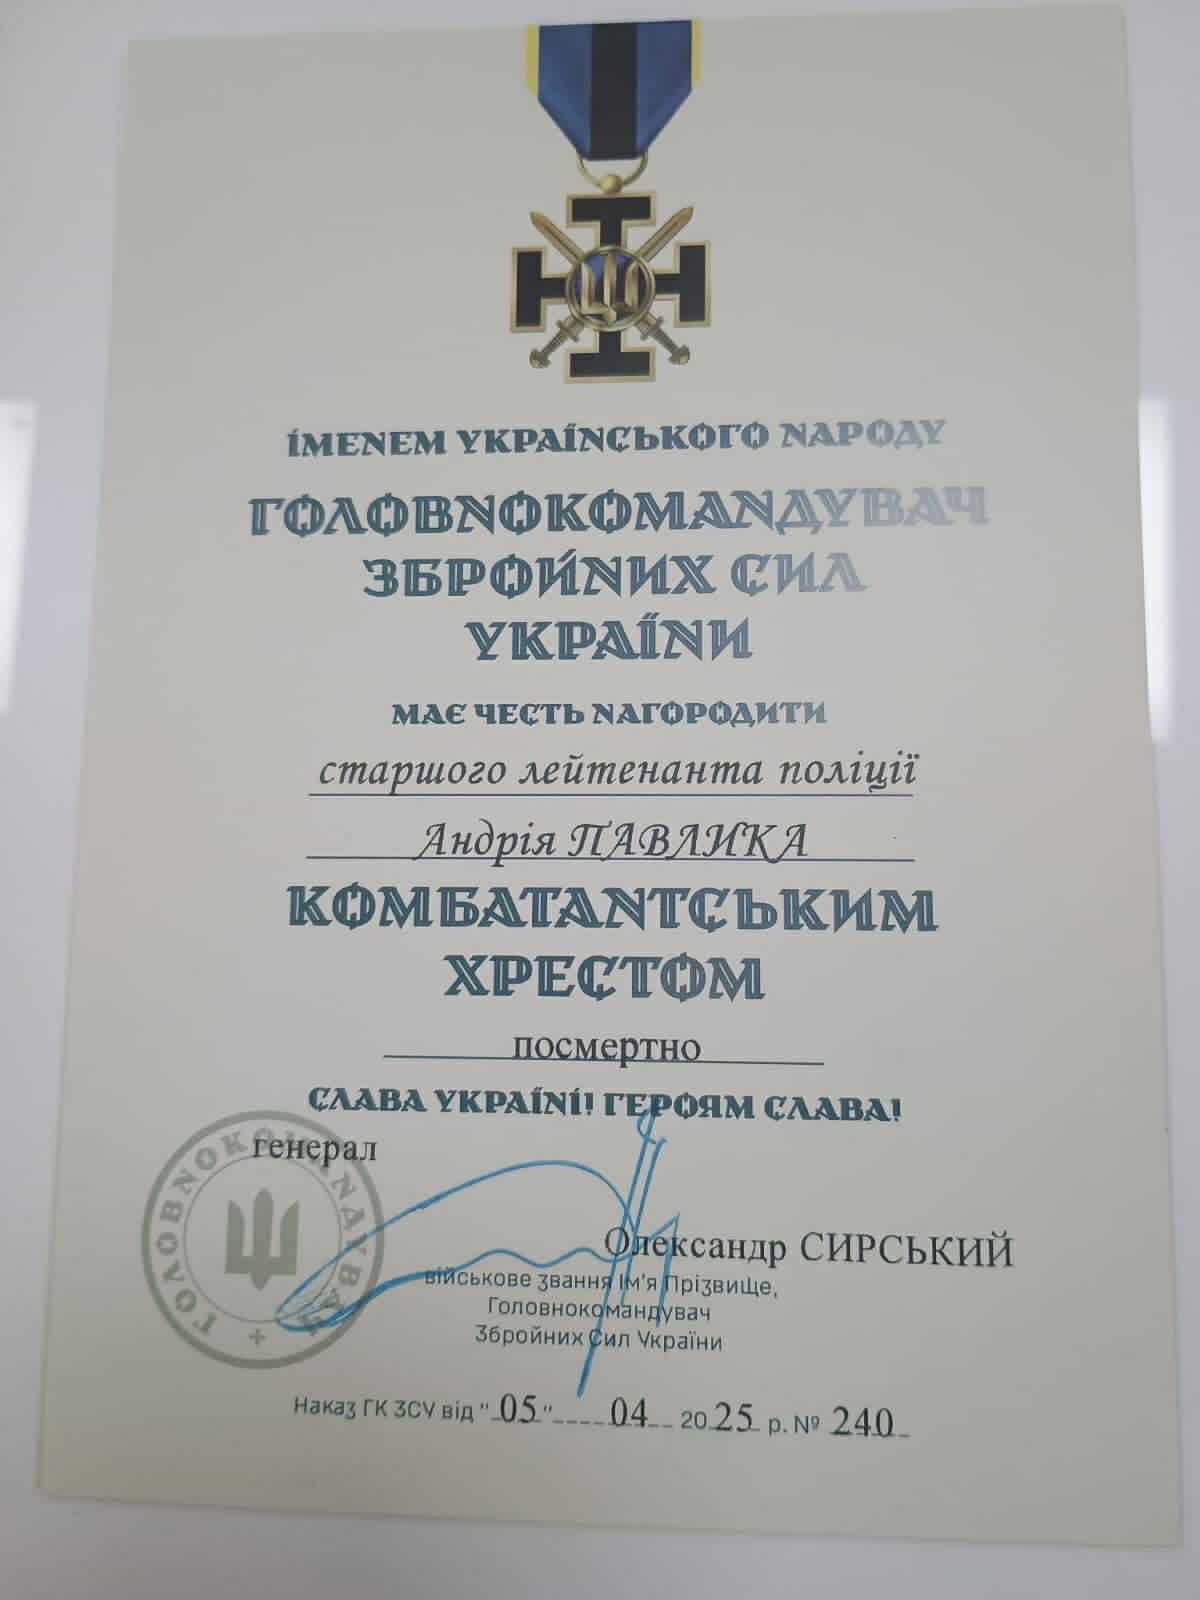 ІМЕНЕМ УКРАЇНСЬКОГО НАРОДУ
ГОЛОВНОКОМАНДУВАЧ
ЗБРОЙНИХ СИЛ
УКРАЇНИ
МАЄ ЧЕСТЬ НАГОРОДИТИ
старшого лейтенанта поліції
Андрія ПАВЛИКА
КОМБАТАНТСЬКИМ
ХРЕСТОМ
посмертно
СЛАВА УКРАЇНІ! ГЕРОЯМ СЛАВА!
генерал
ГОЛОВНОКОМАНДУВАЧ
Олександр СИРСЬКИЙ
військове звання Ім'я Прізвище,
Головнокомандувач
Збройних Сил України
Наказ ГК ЗСУ від "05" 04 2025 р. № 240